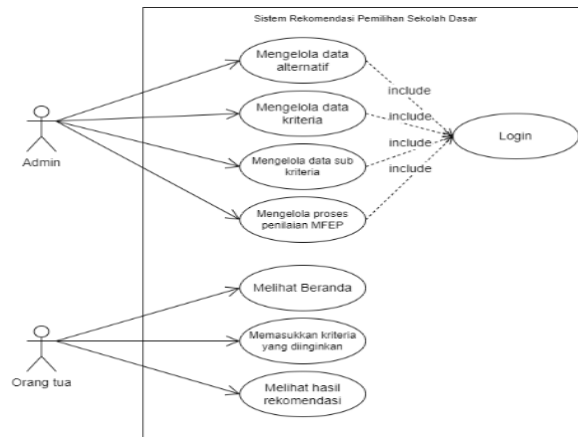 Sistem Rekomendasi Pemilihan Sekolah Dasar
Mengelola data
alternatif
include
Mengelola data
kriteria
include
Login
Admin
include
Mengelola data sub
kriteria
include
Mengelola proses
penilaian MFEP
Melihat Beranda
Memasukkan kriteria
yang diinginkan
Orang tua
Melihat hasil
rekomendasi